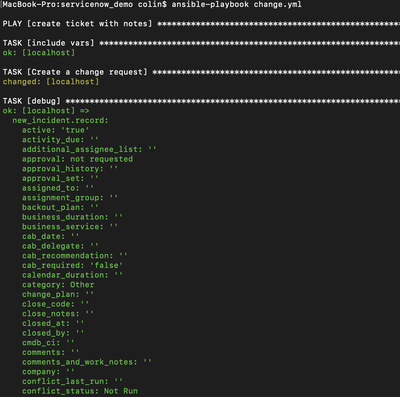 MacBook-Pro:servicenow_demo colin$ ansible-playbook change.yml
PLAY [create ticket with notes] ************************************************
TASK [include vars] ************************************************************
ok: [localhost]
TASK [Create a change request] *************************************************
changed: [localhost]
TASK [debug] *******************************************************************
ok: [localhost] =>
new_incident.record:
active: 'true'
activity_due: ''
additional_assignee_list: ''
approval: not requested
approval_history: ''
approval_set: ''
assigned_to: ''
assignment_group: ''
backout_plan: ''
business_duration: ''
business_service: ''
cab_date: ''
cab_delegate: ''
cab_recommendation: ''
cab_required: 'false'
calendar_duration: ''
category: Other
change_plan: ''
close_code: ''
close_notes: ''
closed_at: ''
closed_by: ''
cmdb_ci: ''
comments: ''
comments_and_work_notes: ''
company: ''
conflict_last_run: ''
conflict_status: Not Run